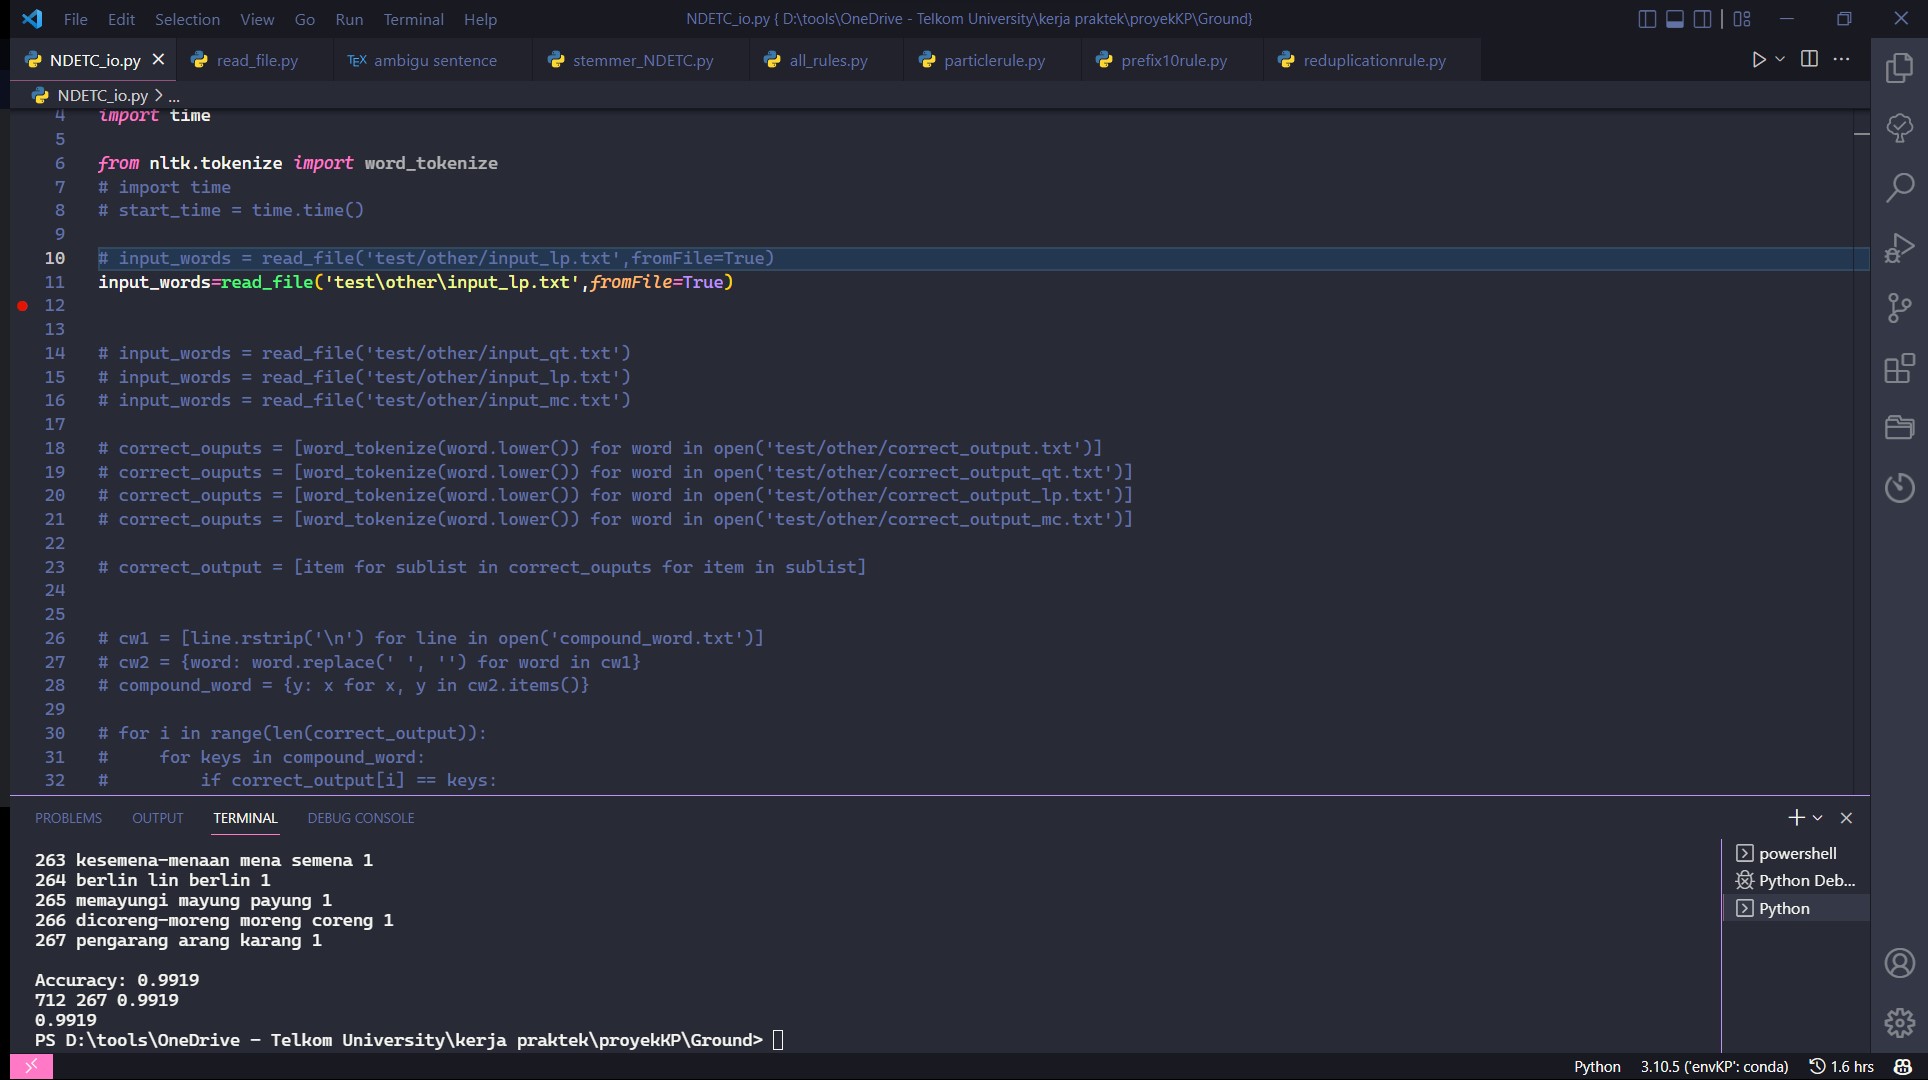 File Edit Selection View Go Run Terminal Help NDETC_io.py { D:\tools\OneDrive - Telkom University\kerja praktek\proyekKP\Ground}
NDETC_io.py read_file.py TEX ambigu sentence stemmer_NDETC.py all_rules.py particlerule.py prefix10rule.py reduplicationrule.py
NDETC_io.py > ...
4 import time
5
6 from nltk.tokenize import word_tokenize
7 # import time
8 # start_time = time.time()
9
10 # input_words = read_file('test/other/input_lp.txt',fromFile=True)
11 input_words=read_file('test\other\input_lp.txt',fromFile=True)
12
13
14 # input_words = read_file('test/other/input_qt.txt')
15 # input_words = read_file('test/other/input_lp.txt')
16 # input_words = read_file('test/other/input_mc.txt')
17
18 # correct_ouputs = [word_tokenize(word.lower()) for word in open('test/other/correct_output.txt')]
19 # correct_ouputs = [word_tokenize(word.lower()) for word in open('test/other/correct_output_qt.txt')]
20 # correct_ouputs = [word_tokenize(word.lower()) for word in open('test/other/correct_output_lp.txt')]
21 # correct_ouputs = [word_tokenize(word.lower()) for word in open('test/other/correct_output_mc.txt')]
22
23 # correct_output = [item for sublist in correct_ouputs for item in sublist]
24
25
26 # cw1 = [line.rstrip('\n') for line in open('compound_word.txt')]
27 # cw2 = {word: word.replace(' ', '') for word in cw1}
28 # compound_word = {y: x for x, y in cw2.items()}
29
30 # for i in range(len(correct_output)):
31 #     for keys in compound_word:
32 #         if correct_output[i] == keys:
PROBLEMS OUTPUT TERMINAL DEBUG CONSOLE
263 kesemena-menaan mena semena 1
264 berlin lin berlin 1
265 memayungi mayung payung 1
266 dicoreng-moreng moreng coreng 1
267 pengarang arang karang 1
Accuracy: 0.9919
712 267 0.9919
0.9919
PS D:\tools\OneDrive - Telkom University\kerja praktek\proyekKP\Ground>
powershell
Python Deb...
Python
Python 3.10.5 ('envKP': conda) 1.6 hrs